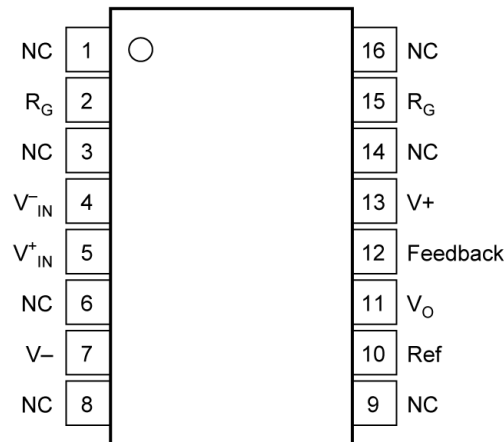 NC 1 16 NC
R_G 2 15 R_G
NC 3 14 NC
V⁻_IN 4 13 V+
V⁺_IN 5 12 Feedback
NC 6 11 V_O
V– 7 10 Ref
NC 8 9 NC